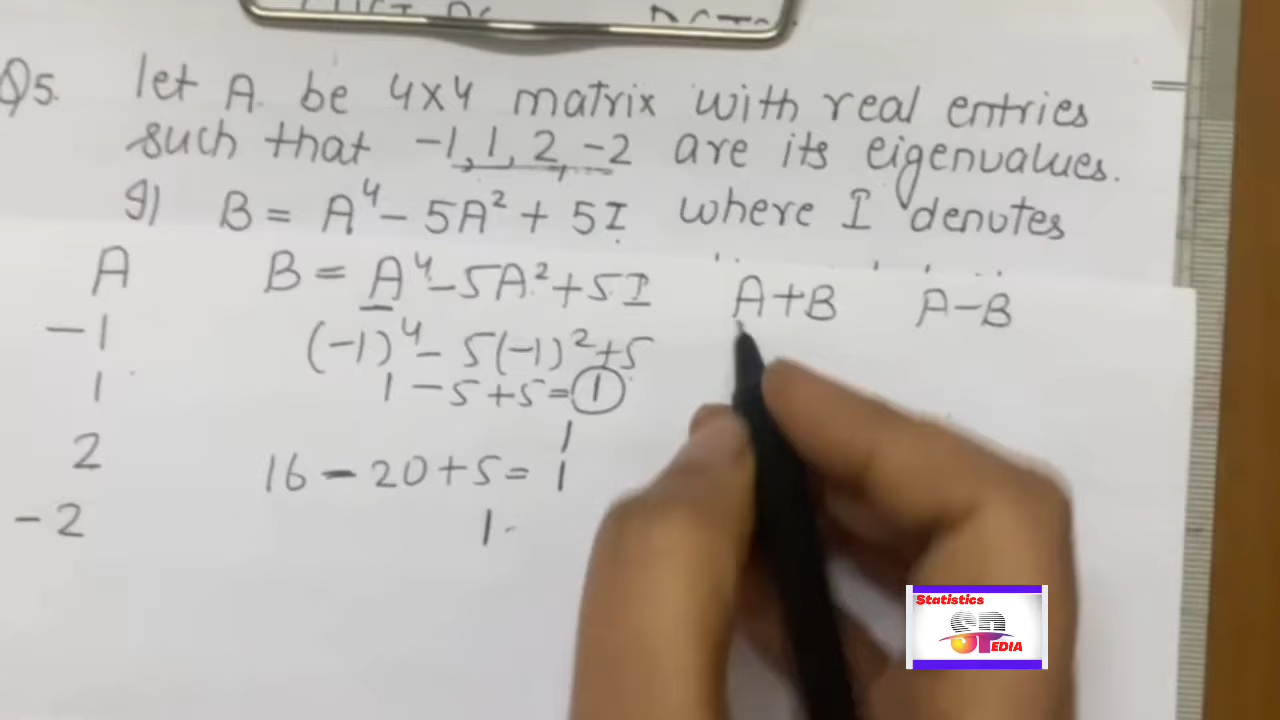 Q5. let A be 4x4 matrix with real entries
such that -1, 1, 2, -2 are its eigenvalues.
If B = A⁴ - 5A² + 5I where I denotes
A B = A⁴ - 5A² + 5I A+B A-B
-1 (-1)⁴ - 5(-1)² + 5
1 1 - 5 + 5 = 1
1
2 16 - 20 + 5 = 1
-2 1
Statistics
PEDIA